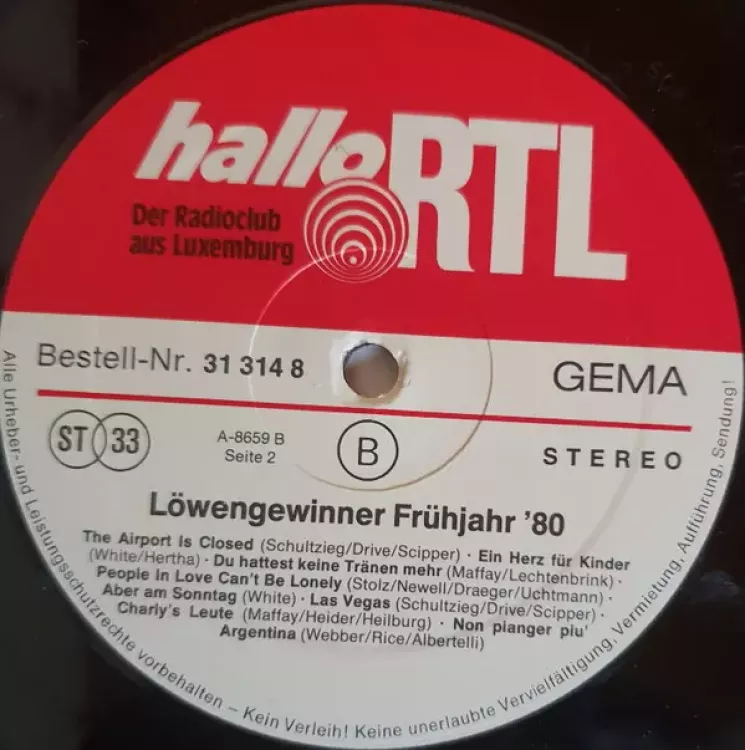 hallo RTL
Der Radioclub
aus Luxemburg
Bestell-Nr. 31 314 8
GEMA
ST 33
A-8659 B
Seite 2
B
STEREO
Löwengewinner Frühjahr '80
The Airport is Closed (Schultzieg/Drive/Scipper) · Ein Herz für Kinder
(White/Hertha) · Du hattest keine Tränen mehr (Maffay/Lechtenbrink) ·
People In Love Can't Be Lonely (Stolz/Newell/Draeger/Uchtmann) ·
Aber am Sonntag (White) · Las Vegas (Schultzieg/Drive/Scipper) ·
Charly's Leute (Maffay/Heider/Heilburg) · Non pianger piu'
Argentina (Webber/Rice/Albertelli)
Alle Urheber- und Leistungsschutzrechte vorbehalten – Kein Verleih! Keine unerlaubte Vervielfältigung, Vermietung, Aufführung, Sendung!